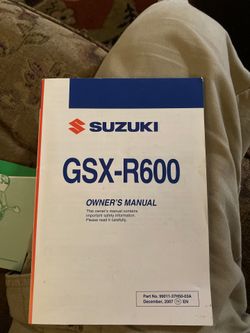 SUZUKI
GSX-R600
OWNER'S MANUAL
This owner's manual contains
important safety information.
Please read it carefully.
Part No. 99011-37H50-03A
December, 2007 EN